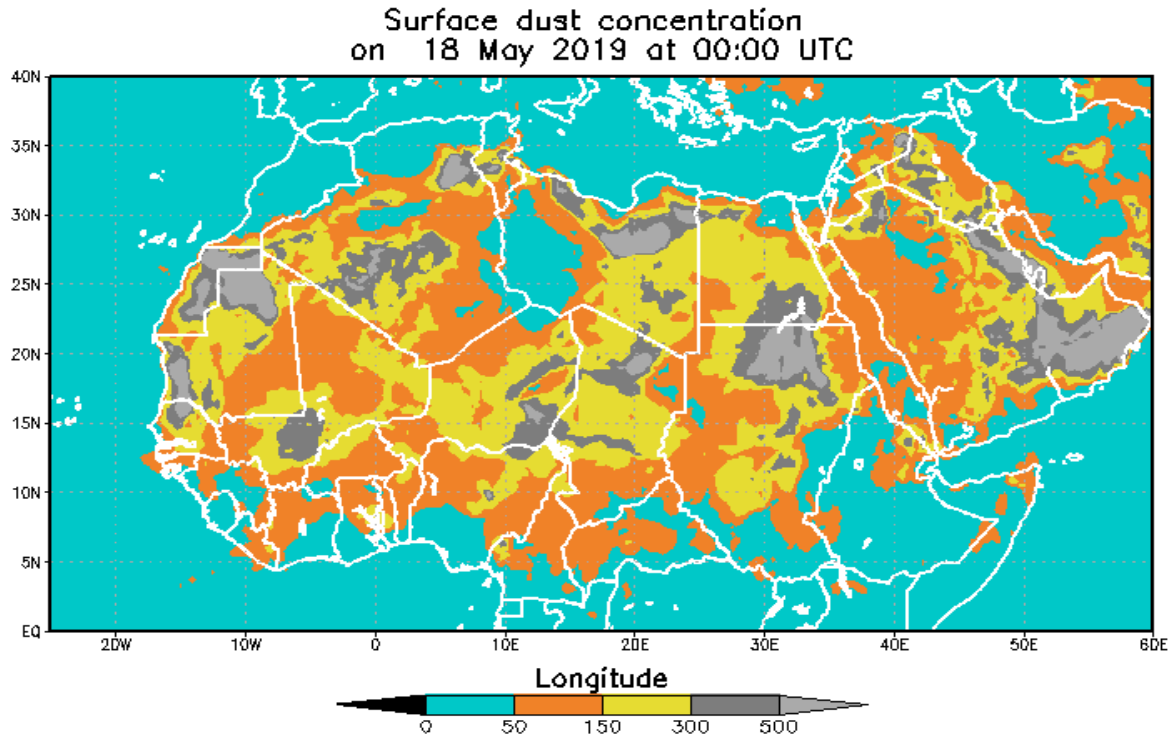 Surface dust concentration
on 18 May 2019 at 00:00 UTC
40N
35N
30N
25N
20N
15N
10N
5N
EQ
20W 10W 0 10E 20E 30E 40E 50E 60E
Longitude
0 50 150 300 500